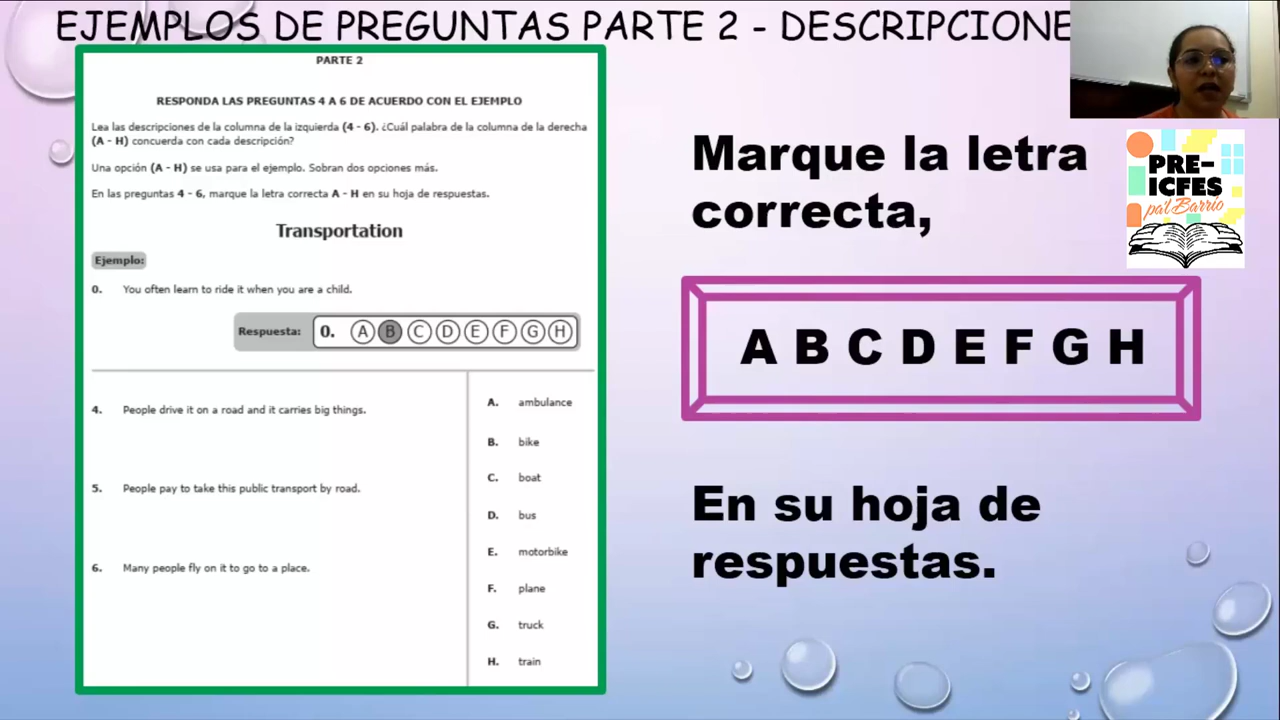 EJEMPLOS DE PREGUNTAS PARTE 2 - DESCRIPCIONE
PARTE 2
RESPONDA LAS PREGUNTAS 4 A 6 DE ACUERDO CON EL EJEMPLO
Lea las descripciones de la columna de la izquierda (4 - 6). ¿Cuál palabra de la columna de la derecha
(A - H) concuerda con cada descripción?
Una opción (A - H) se usa para el ejemplo. Sobran dos opciones más.
En las preguntas 4 - 6, marque la letra correcta A - H en su hoja de respuestas.
Transportation
Ejemplo:
0. You often learn to ride it when you are a child.
Respuesta: 0. A B C D E F G H
4. People drive it on a road and it carries big things.
5. People pay to take this public transport by road.
6. Many people fly on it to go to a place.
A. ambulance
B. bike
C. boat
D. bus
E. motorbike
F. plane
G. truck
H. train
Marque la letra
correcta,
A B C D E F G H
En su hoja de
respuestas.
PRE-
ICFES
pa'l Barrio